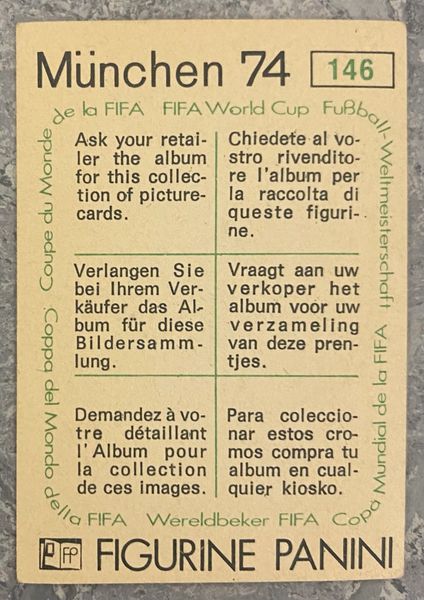 München 74
146
Coupe du Monde de la FIFA
FIFA World Cup
Fußball-Weltmeisterschaft
Ask your retai-
ler the album
for this collec-
tion of picture-
cards.
Chiedete al vo-
stro rivendito-
re l'album per
la raccolta di
queste figuri-
ne.
Verlangen Sie
bei Ihrem Ver-
käufer das Al-
bum für diese
Bildersamm-
lung.
Vraagt aan uw
verkoper het
album voor uw
verzameling
van deze pren-
tjes.
Demandez à vo-
tre détaillant
l'Album pour
la collection
de ces images.
Para coleccio-
nar estos cro-
mos compra tu
album en cual-
quier kiosko.
Coppa del Mondo della FIFA
Wereldbeker FIFA
Copa Mundial de la FIFA
FP
FIGURINE PANINI